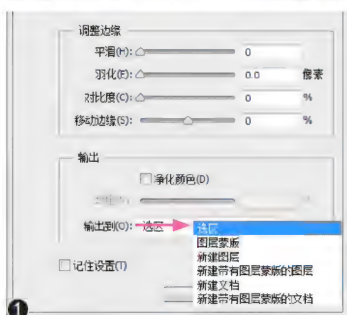 调整边缘
平滑(H): 0
羽化(E): 0.0 像素
对比度(C): 0 %
移动边缘(S): 0 %
输出
净化颜色(D)
输出到(O): 选区
选区
图层蒙版
新建图层
新建带有图层蒙版的图层
新建文档
新建带有图层蒙版的文档
记住设置(T)
1